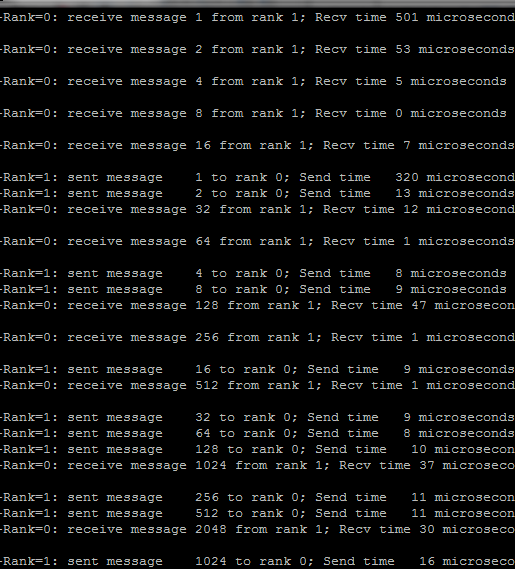 -Rank=0: receive message 1 from rank 1; Recv time 501 microsecond
-Rank=0: receive message 2 from rank 1; Recv time 53 microseconds
-Rank=0: receive message 4 from rank 1; Recv time 5 microseconds
-Rank=0: receive message 8 from rank 1; Recv time 0 microseconds
-Rank=0: receive message 16 from rank 1; Recv time 7 microseconds
-Rank=1: sent message    1 to rank 0; Send time   320 microsecond
-Rank=1: sent message    2 to rank 0; Send time   13 microseconds
-Rank=0: receive message 32 from rank 1; Recv time 12 microsecond
-Rank=0: receive message 64 from rank 1; Recv time 1 microseconds
-Rank=1: sent message    4 to rank 0; Send time   8 microseconds
-Rank=1: sent message    8 to rank 0; Send time   9 microseconds
-Rank=0: receive message 128 from rank 1; Recv time 47 microsecon
-Rank=0: receive message 256 from rank 1; Recv time 1 microsecond
-Rank=1: sent message    16 to rank 0; Send time   9 microseconds
-Rank=0: receive message 512 from rank 1; Recv time 1 microsecond
-Rank=1: sent message    32 to rank 0; Send time   9 microseconds
-Rank=1: sent message    64 to rank 0; Send time   8 microseconds
-Rank=1: sent message    128 to rank 0; Send time   10 microsecon
-Rank=0: receive message 1024 from rank 1; Recv time 37 microseco
-Rank=1: sent message    256 to rank 0; Send time   11 microsecon
-Rank=1: sent message    512 to rank 0; Send time   11 microsecon
-Rank=0: receive message 2048 from rank 1; Recv time 30 microseco
-Rank=1: sent message    1024 to rank 0; Send time   16 microseco